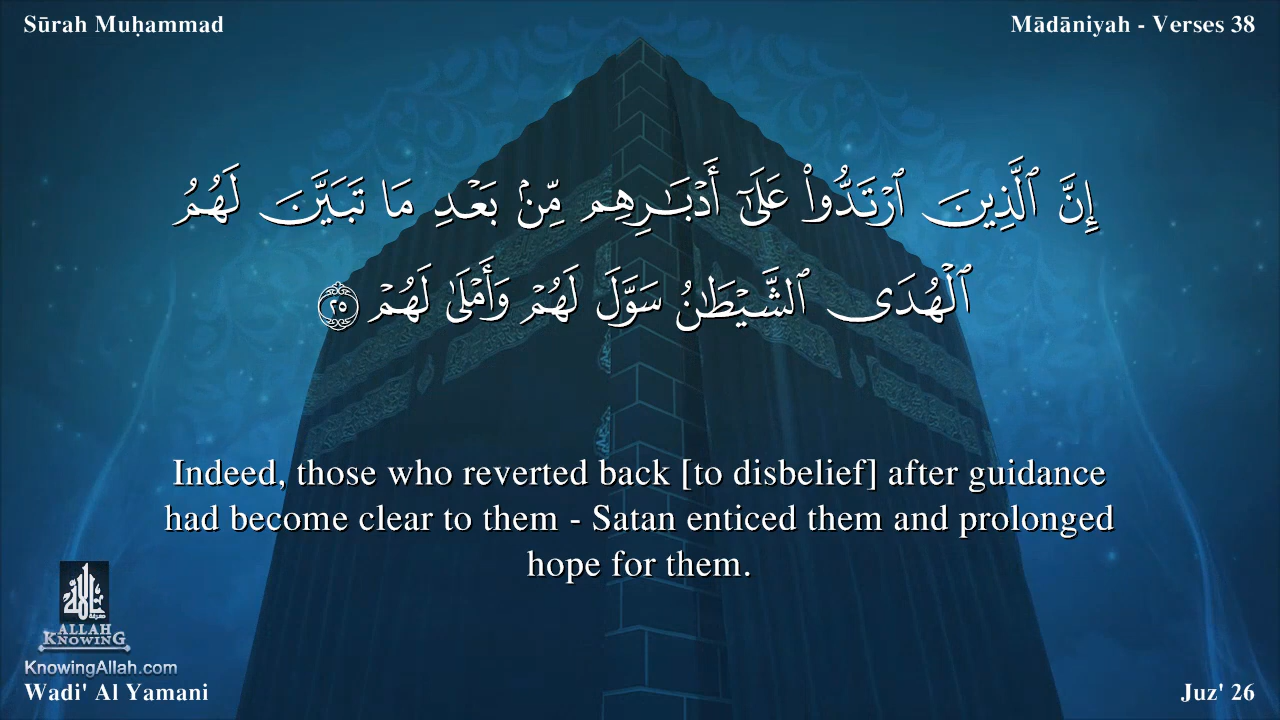 Sūrah Muḥammad
Mādāniyah - Verses 38
إِنَّ ٱلَّذِينَ ٱرْتَدُّوا۟ عَلَىٰٓ أَدْبَـٰرِهِم مِّنۢ بَعْدِ مَا تَبَيَّنَ لَهُمُ
ٱلْهُدَى ٱلشَّيْطَـٰنُ سَوَّلَ لَهُمْ وَأَمْلَىٰ لَهُمْ ٢٥
Indeed, those who reverted back [to disbelief] after guidance
had become clear to them - Satan enticed them and prolonged
hope for them.
ALLAH
KNOWING
KnowingAllah.com
Wadi' Al Yamani
Juz' 26